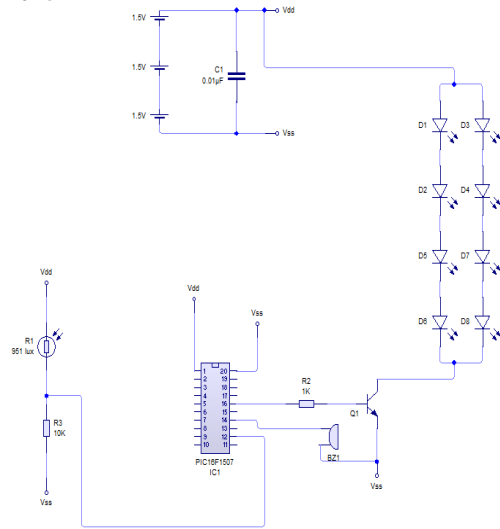 1.5V
Vdd
C1
0.01µF
1.5V
1.5V
Vss
D1
D3
D2
D4
D5
D7
D6
D8
Vdd
Vdd
Vss
R1
951 lux
1
20
2
19
3
18
4
17
5
16
6
15
7
14
8
13
9
12
10
11
R2
1K
Q1
R3
10K
BZ1
PIC16F1507
IC1
Vss
Vss